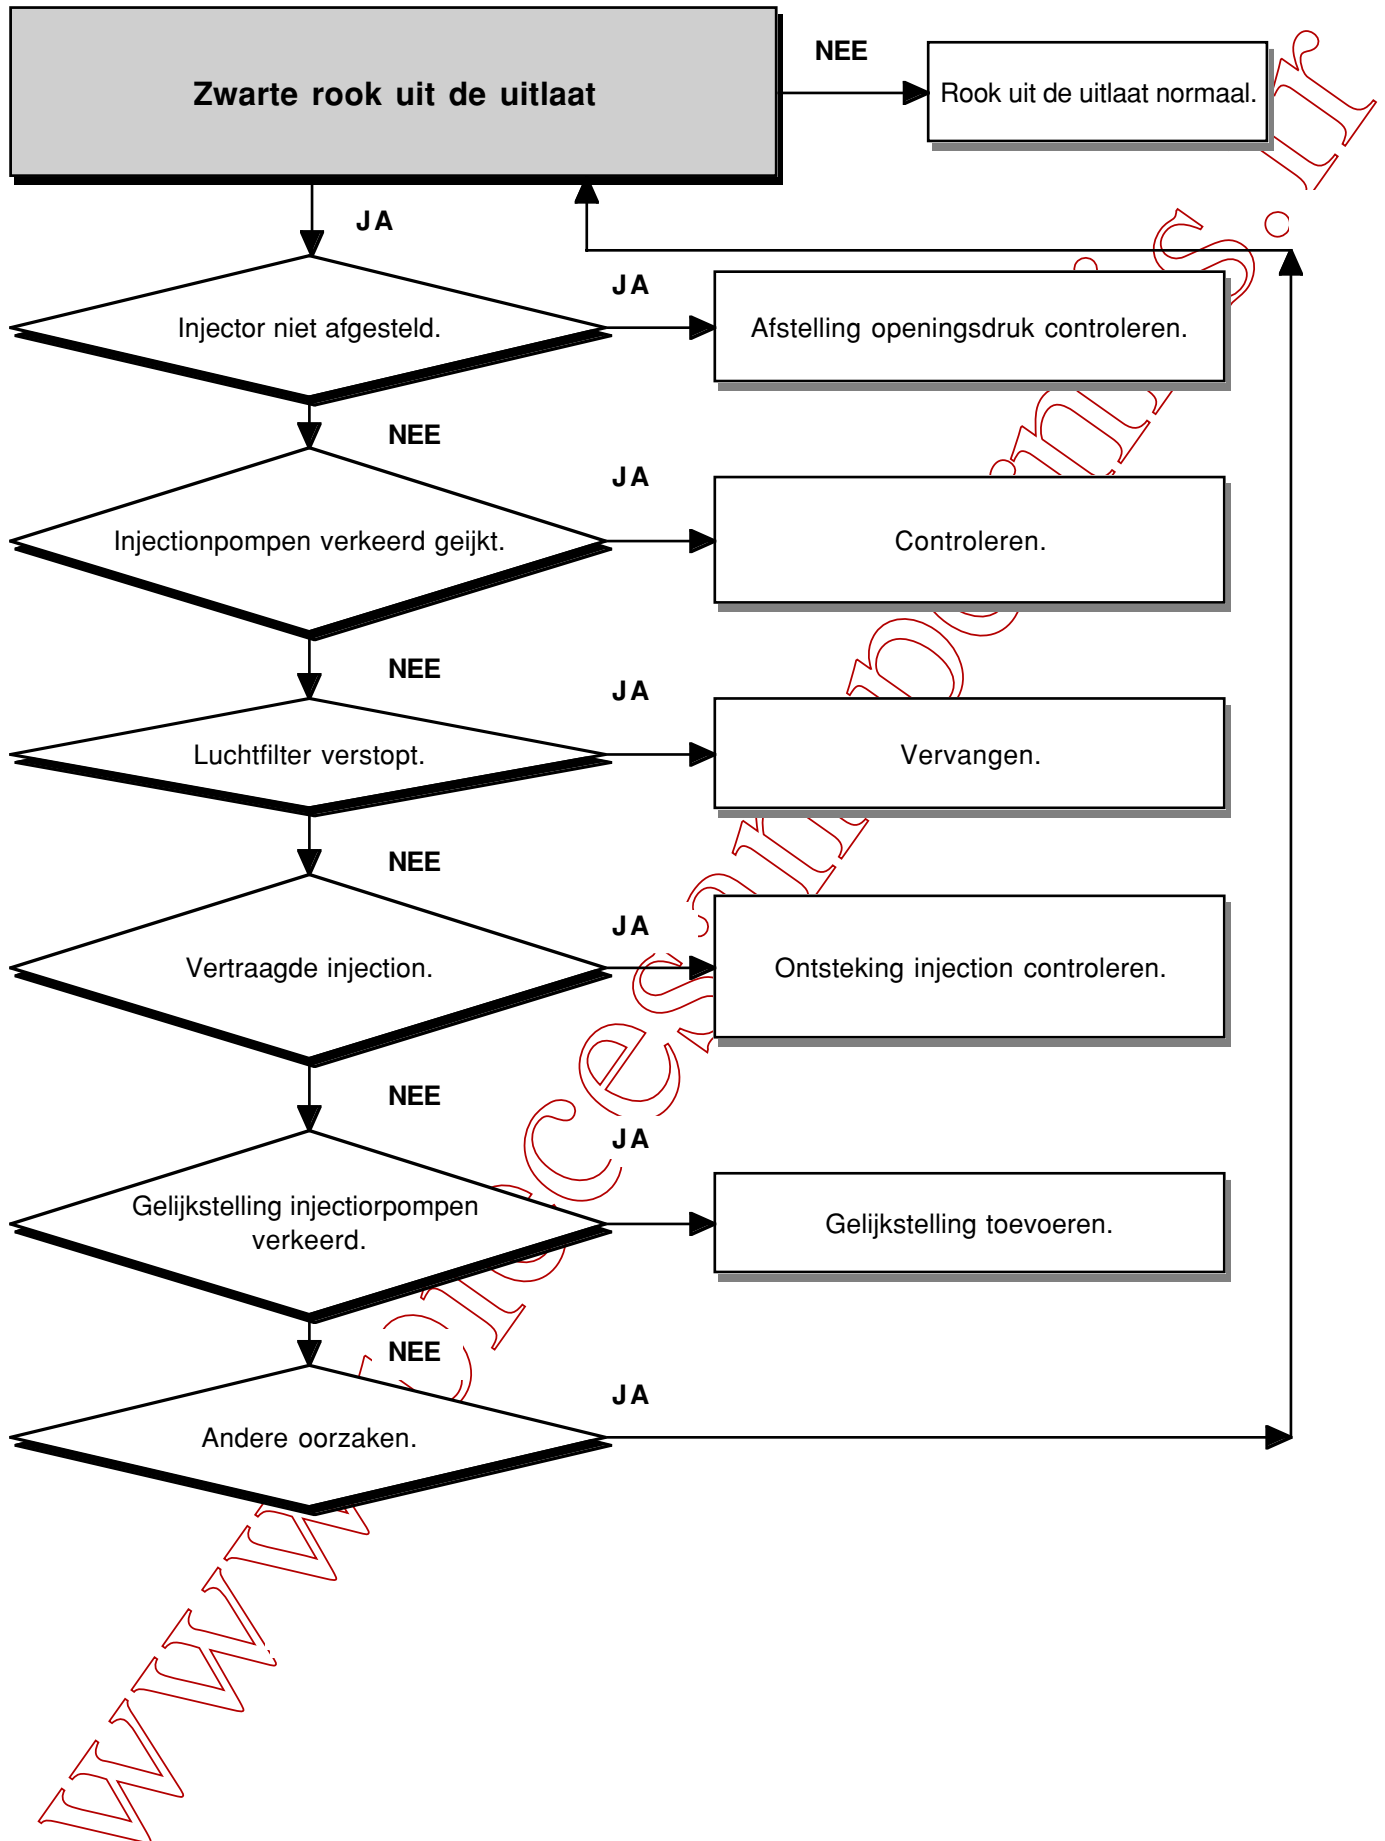 Zwarte rook uit de uitlaat
NEE
Rook uit de uitlaat normaal.
JA
Injector niet afgesteld.
JA
Afstelling openingsdruk controleren.
NEE
Injectionpompen verkeerd geijkt.
JA
Controleren.
NEE
Luchtfilter verstopt.
JA
Vervangen.
NEE
Vertraagde injection.
JA
Ontsteking injection controleren.
NEE
Gelijkstelling injectiorpompen
verkeerd.
JA
Gelijkstelling toevoeren.
NEE
Andere oorzaken.
JA